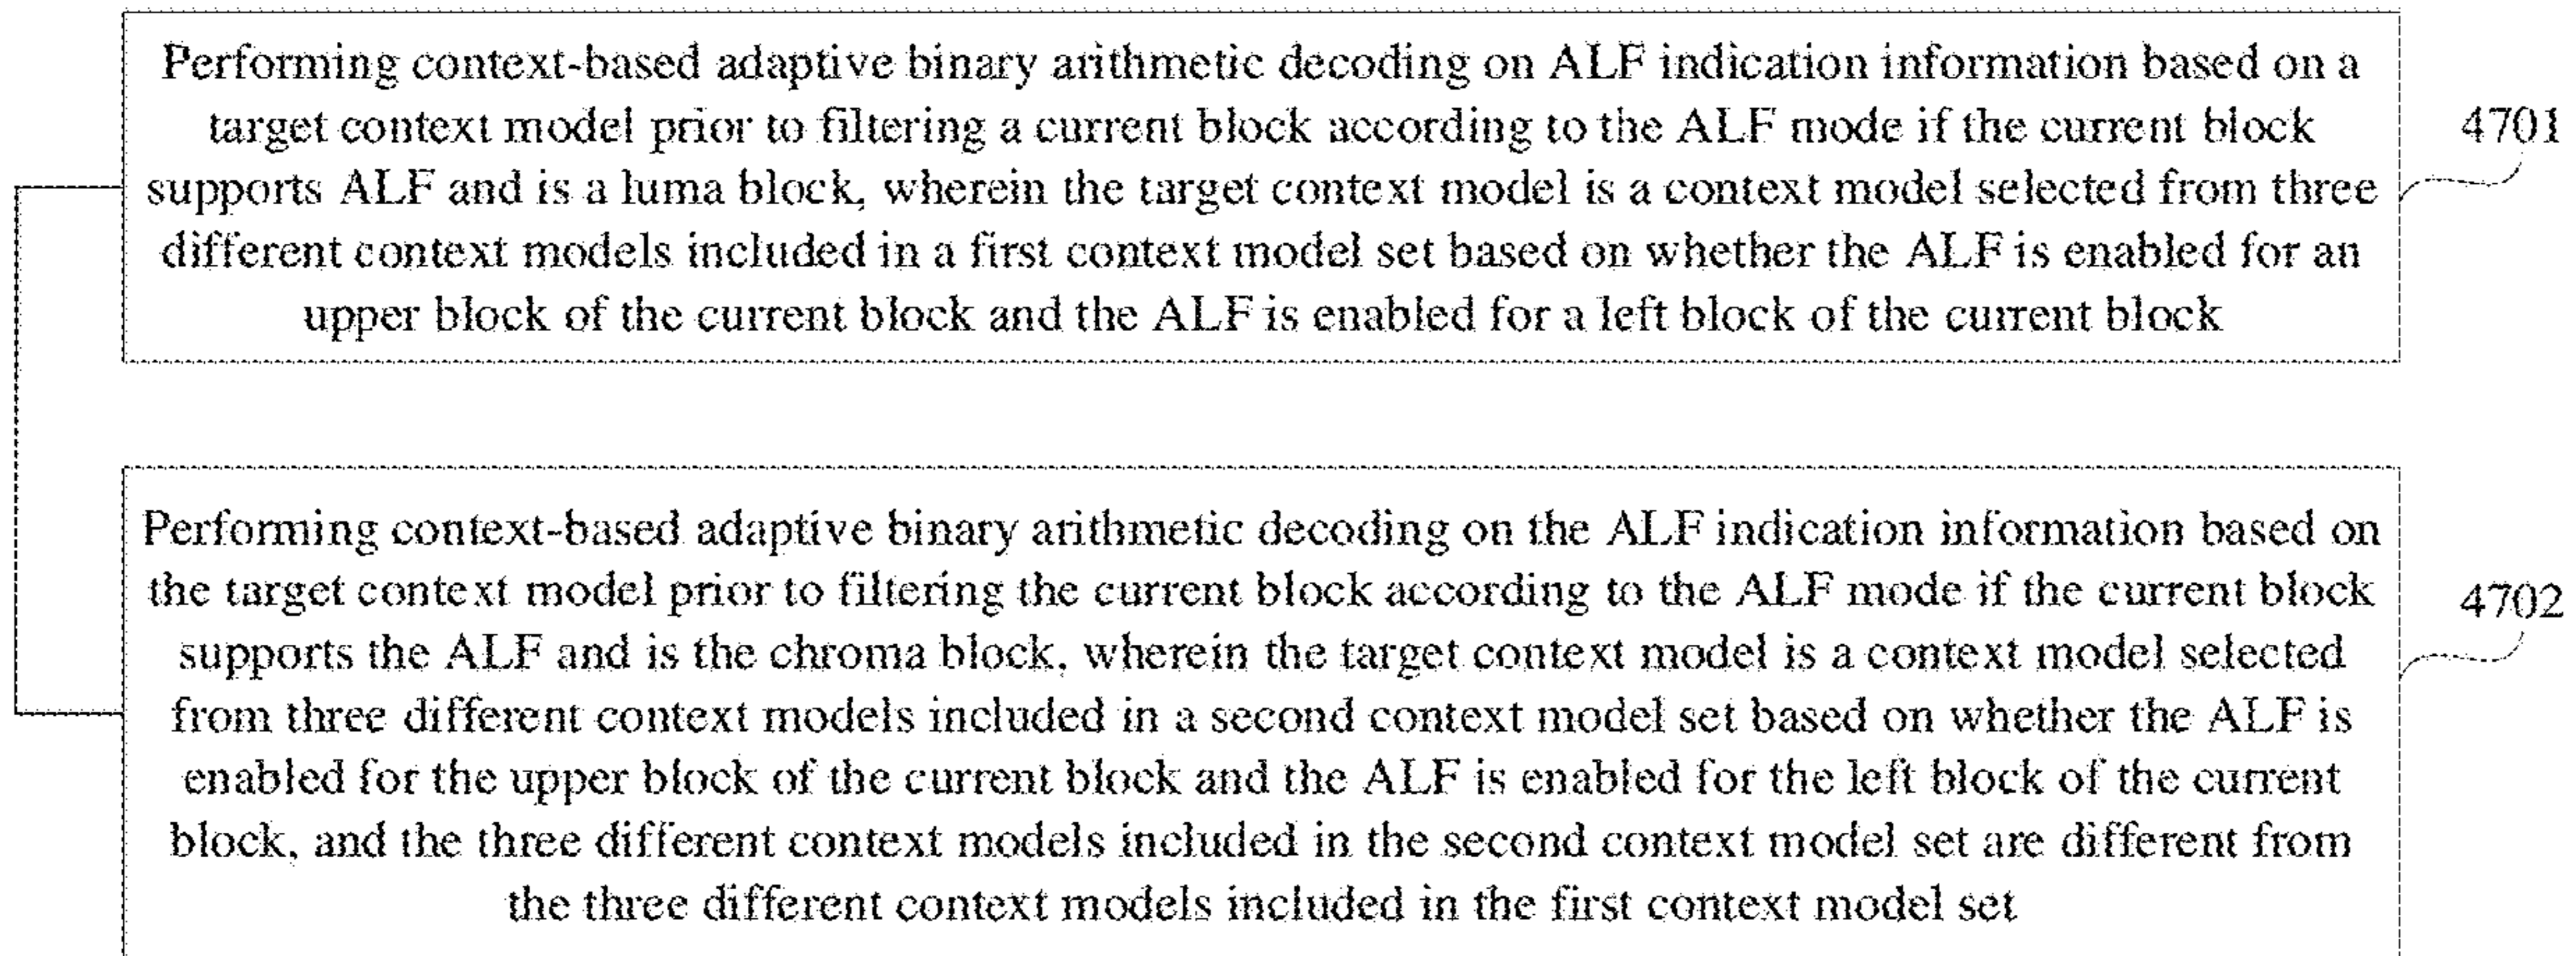 Performing context-based adaptive binary arithmetic decoding on ALF indication information based on a
target context model prior to filtering a current block according to the ALF mode if the current block
supports ALF and is a luma block, wherein the target context model is a context model selected from three
different context models included in a first context model set based on whether the ALF is enabled for an
upper block of the current block and the ALF is enabled for a left block of the current block
4701
Performing context-based adaptive binary arithmetic decoding on the ALF indication information based on
the target context model prior to filtering the current block according to the ALF mode if the current block
supports the ALF and is the chroma block, wherein the target context model is a context model selected
from three different context models included in a second context model set based on whether the ALF is
enabled for the upper block of the current block and the ALF is enabled for the left block of the current
block, and the three different context models included in the second context model set are different from
the three different context models included in the first context model set
4702